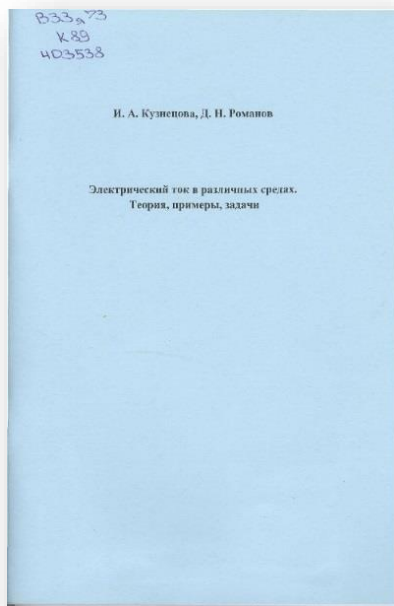 В33я73
К89
403538
И. А. Кузнецова, Д. Н. Романов
Электрический ток в различных средах.
Теория, примеры, задачи